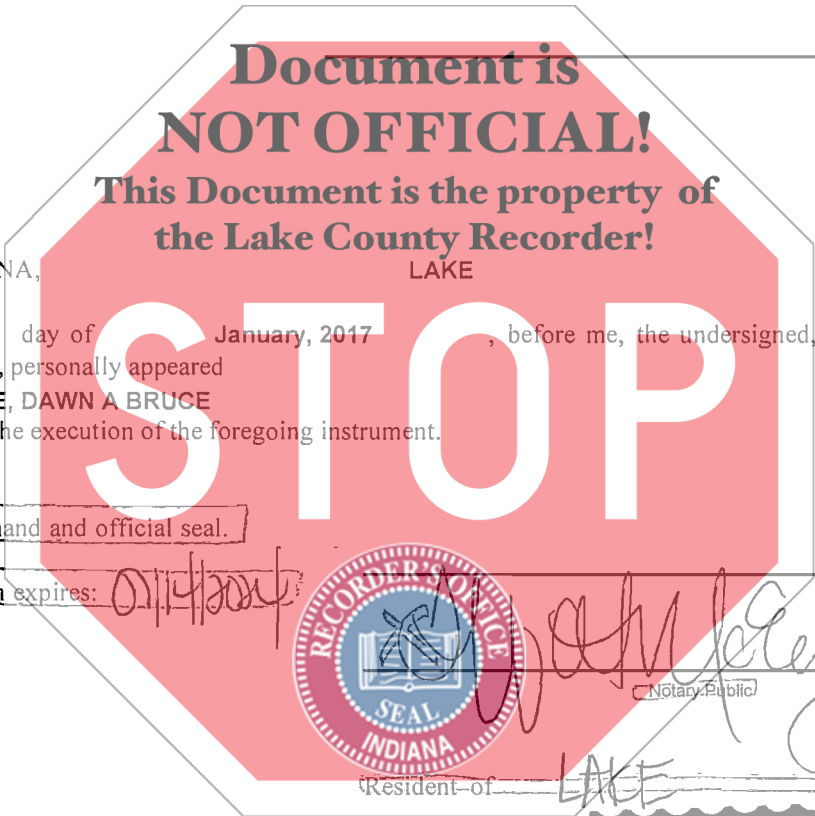 Document is
NOT OFFICIAL!
This Document is the property of
the Lake County Recorder!
NA, LAKE
STOP
day of January, 2017 , before me, the undersigned,
, personally appeared
E, DAWN A BRUCE
he execution of the foregoing instrument.
hand and official seal.
expires:
RECORDER'S OFFICE
SEAL
INDIANA
Notary Public
Resident of LAKE